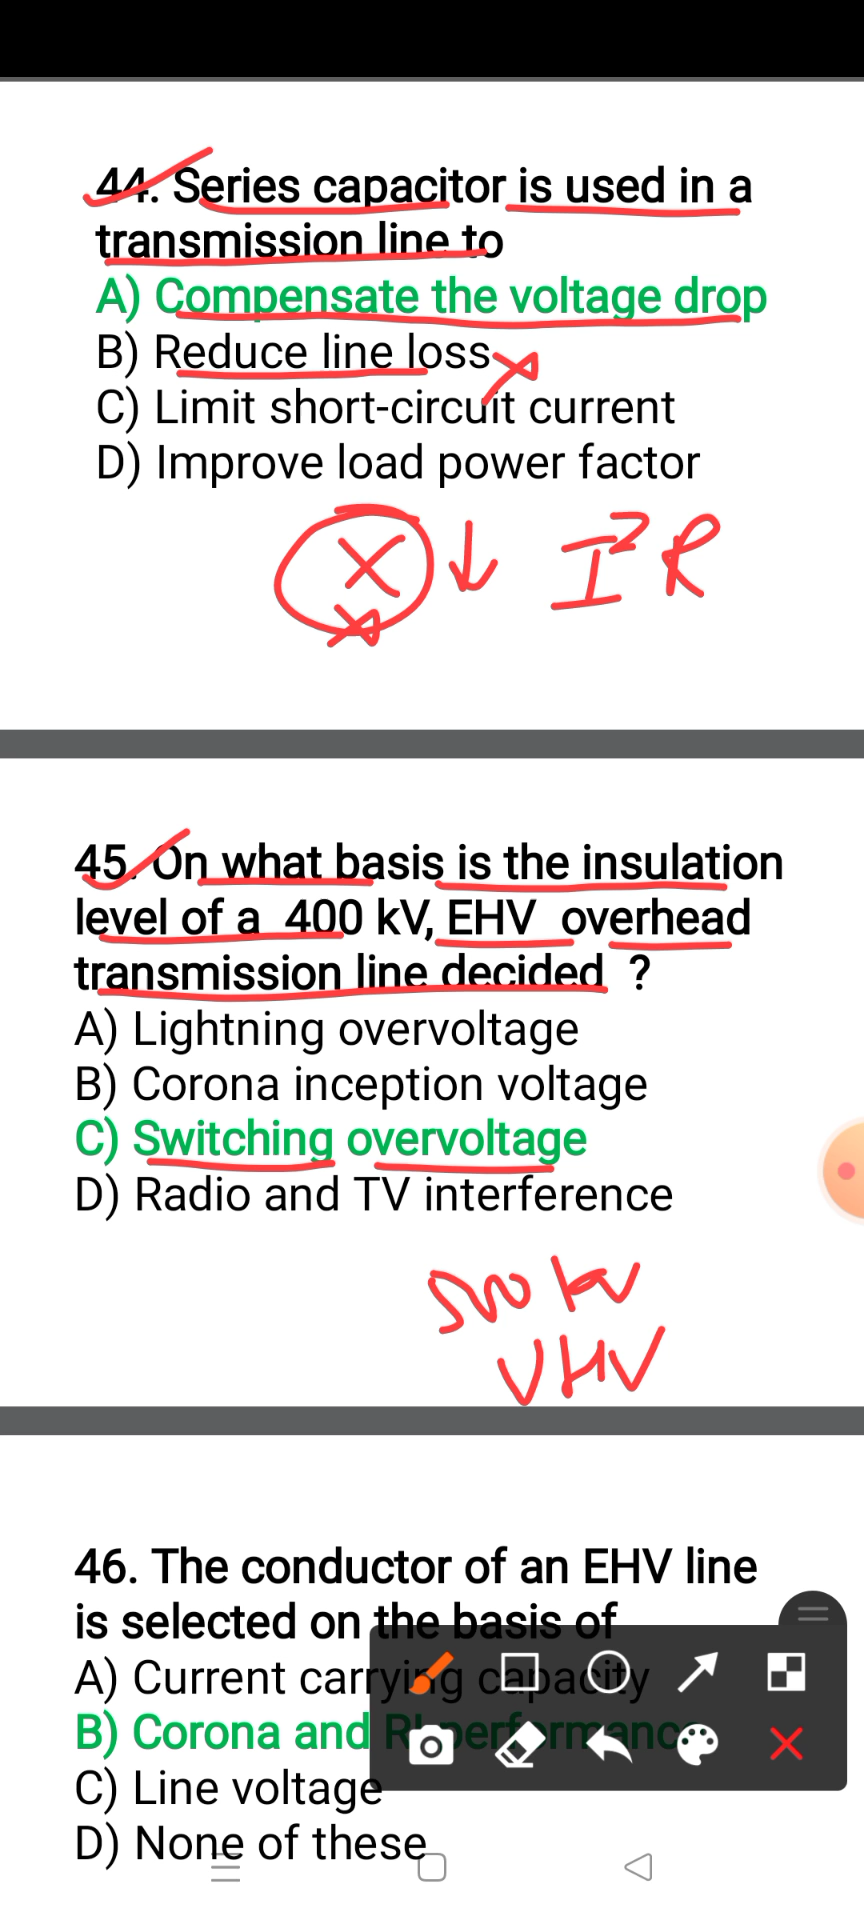 44. Series capacitor is used in a
transmission line to
A) Compensate the voltage drop
B) Reduce line loss
C) Limit short-circuit current
D) Improve load power factor
X ↓ I²R
45. On what basis is the insulation
level of a 400 kV, EHV overhead
transmission line decided ?
A) Lightning overvoltage
B) Corona inception voltage
C) Switching overvoltage
D) Radio and TV interference
500 kV
VHV
46. The conductor of an EHV line
is selected on the basis of
A) Current carrying capacity
B) Corona and RI performance
C) Line voltage
D) None of these